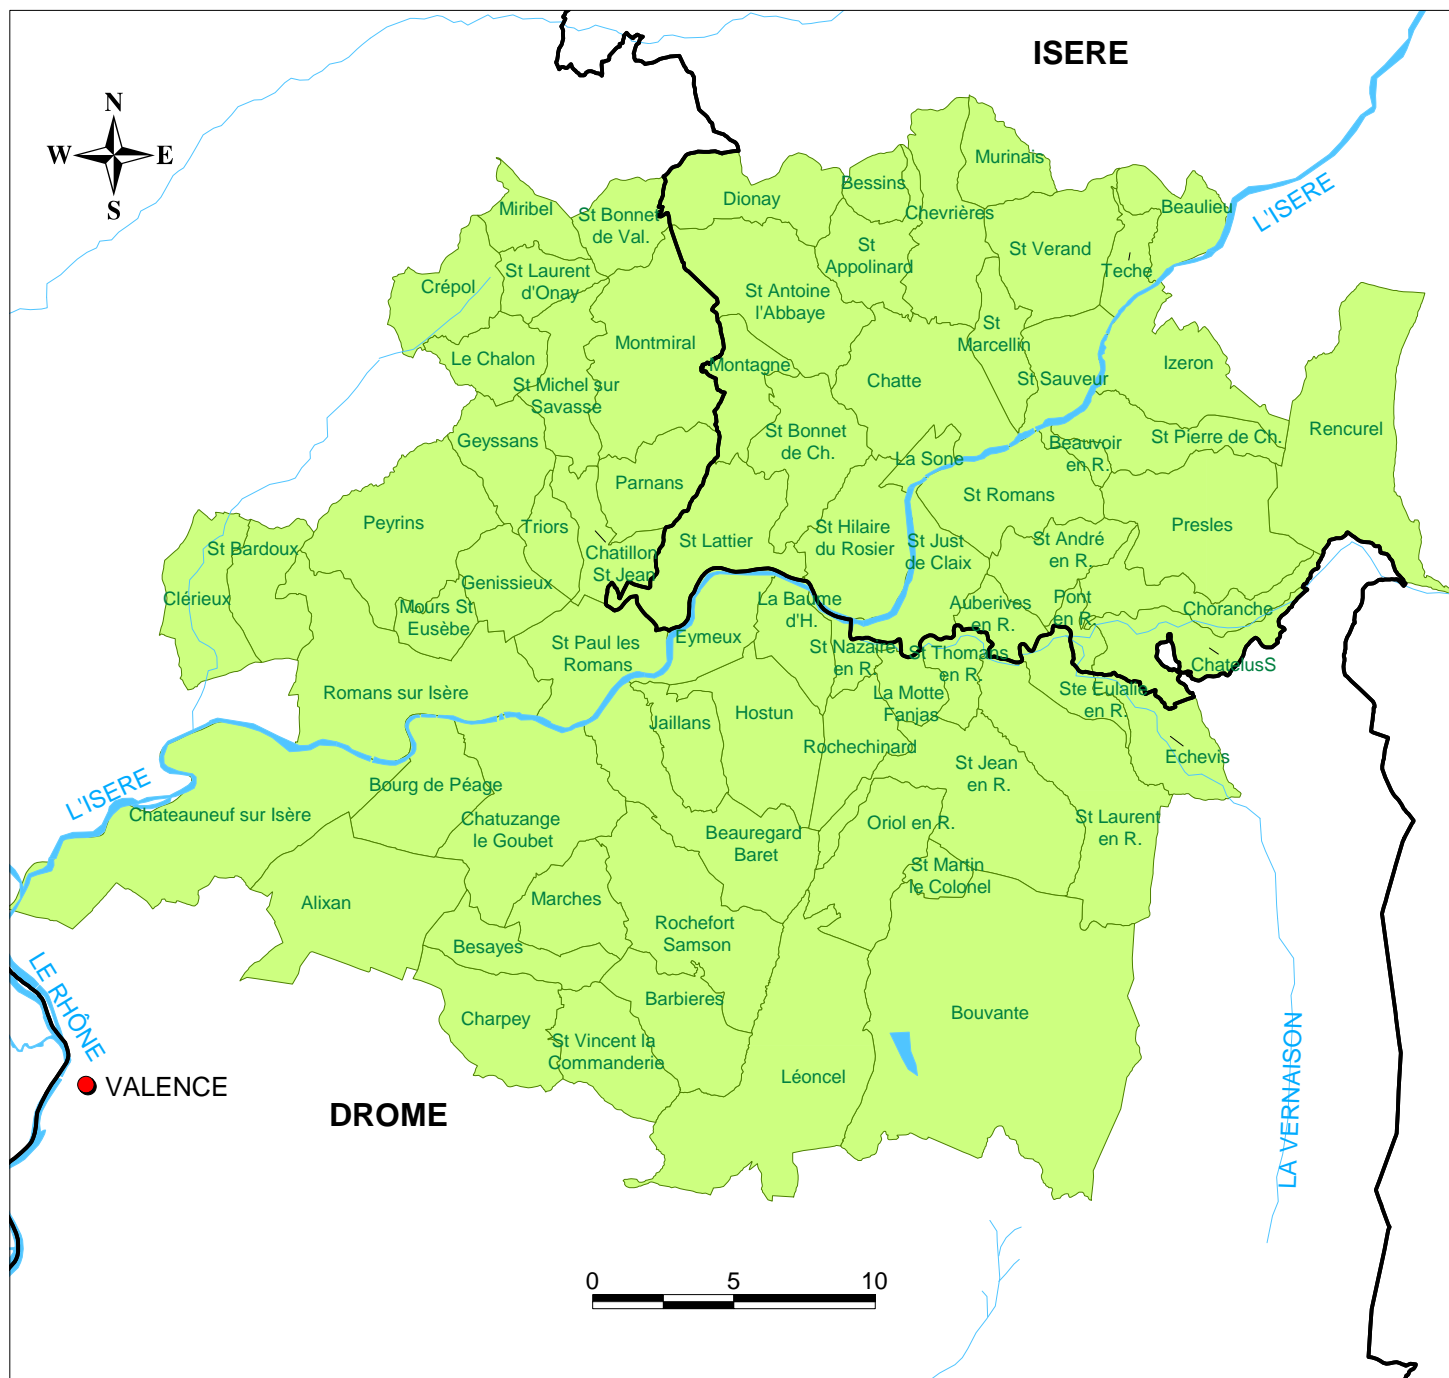 ISERE
N
W
E
S
L'ISERE
Murinais
Bessins
Dionay
Chevrières
Beaulieu
Miribel
St Bonnet
de Val.
St Verand
St
Appolinard
Teche
St Laurent
d'Onay
Crépol
St Antoine
l'Abbaye
St
Marcellin
Montmiral
Le Chalon
Montagne
Izeron
Chatte
St Sauveur
St Michel sur
Savasse
Geyssans
St Bonnet
de Ch.
Beauvoir
en R.
St Pierre de Ch.
Rencurel
La Sone
Parnans
St Romans
Peyrins
Triors
St Hilaire
du Rosier
Presles
St Lattier
St Just
de Claix
St André
en R.
St Bardoux
Chatillon
St Jean
Genissieux
Clérieux
La Baume
d'H.
Auberives
en R.
Pont
en R.
Choranche
Mours St
Eusèbe
St Paul les
Romans
Eymeux
St Nazaire
en R.
St Thomans
en R.
ChatelusS
Romans sur Isère
La Motte
Fanjas
Ste Eulalie
en R.
Jaillans
Hostun
Rochechinard
Echevis
St Jean
en R.
L'ISERE
Bourg de Péage
Chateauneuf sur Isère
Chatuzange
le Goubet
Beauregard
Baret
Oriol en R.
St Laurent
en R.
St Martin
le Colonel
Alixan
Marches
Rochefort
Samson
Besayes
LE RHÔNE
Barbieres
Bouvante
Charpey
St Vincent la
Commanderie
Léoncel
VALENCE
LA VERNAISON
DROME
0 5 10